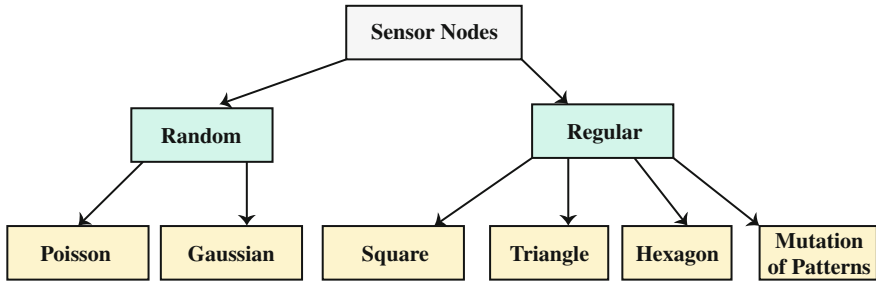 Sensor Nodes
Random
Regular
Poisson
Gaussian
Square
Triangle
Hexagon
Mutation
of Patterns